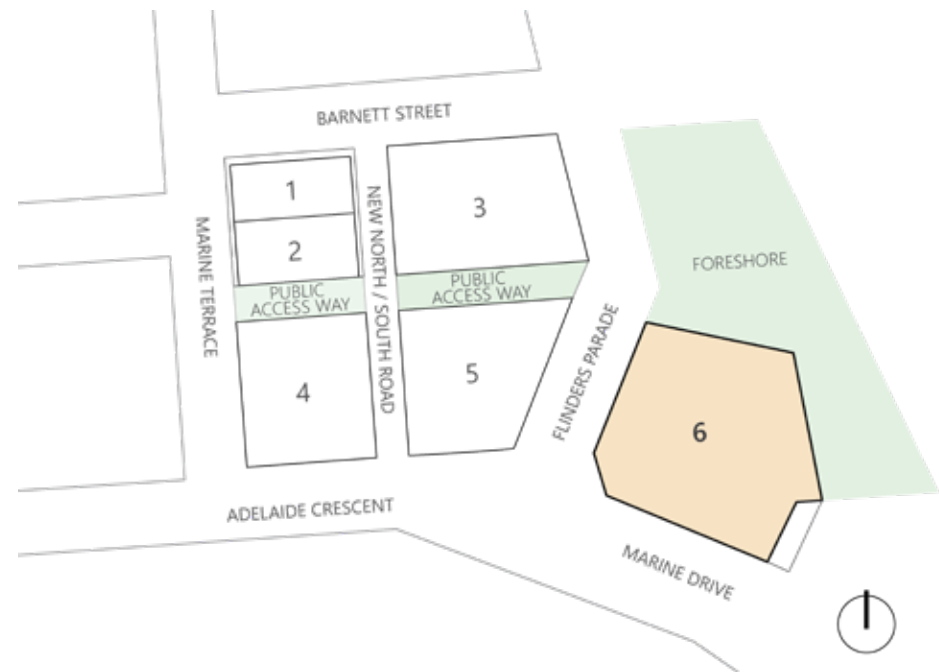 BARNETT STREET
1
2
3
MARINE TERRACE
NEW NORTH / SOUTH ROAD
PUBLIC
ACCESS WAY
PUBLIC
ACCESS WAY
FORESHORE
4
5
FLINDERS PARADE
6
ADELAIDE CRESCENT
MARINE DRIVE